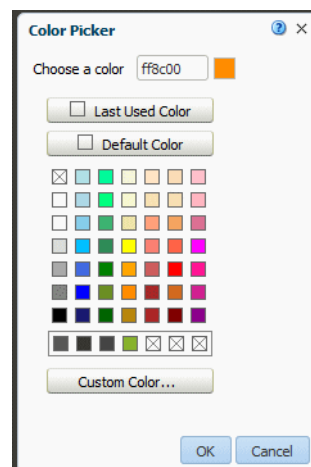 Color Picker
Choose a color ff8c00
Last Used Color
Default Color
Custom Color...
OK Cancel